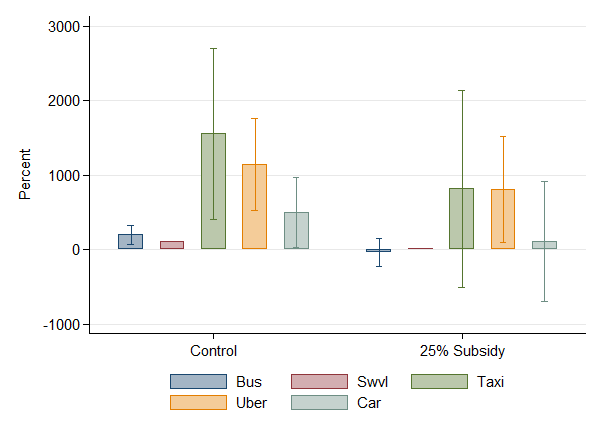 3000
2000
1000
0
-1000
Percent
Control 25% Subsidy
Bus Swvl Taxi
Uber Car